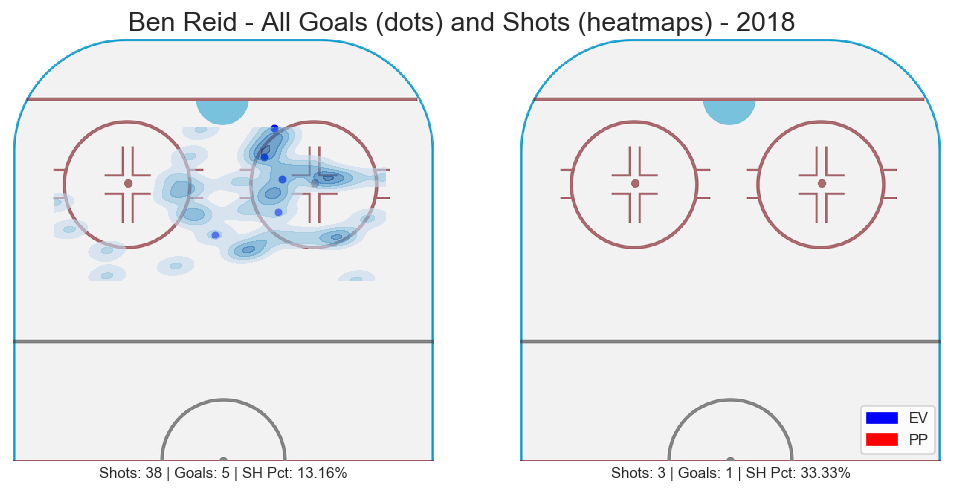 Ben Reid - All Goals (dots) and Shots (heatmaps) - 2018
EV
PP
Shots: 38 | Goals: 5 | SH Pct: 13.16%
Shots: 3 | Goals: 1 | SH Pct: 33.33%